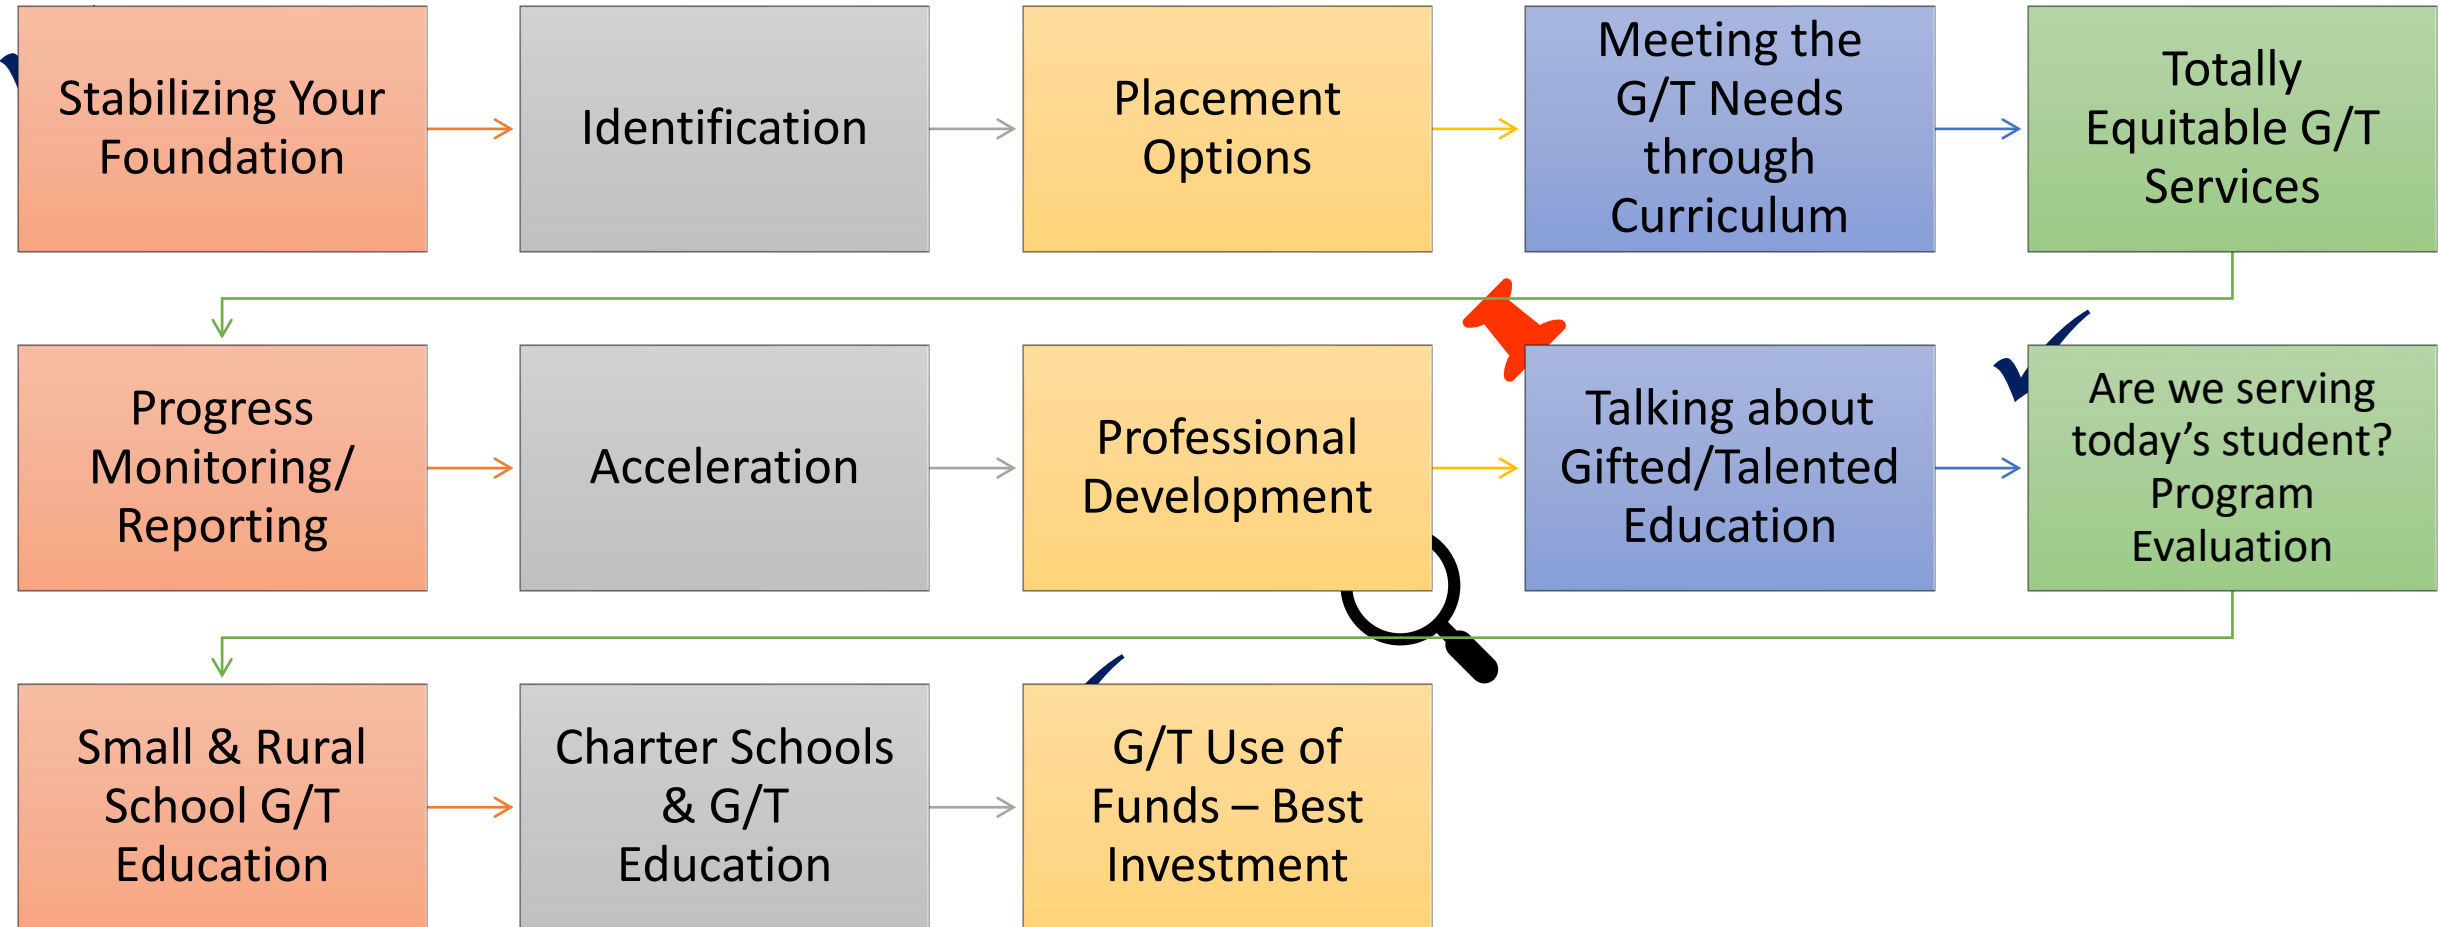 Stabilizing Your
Foundation
Identification
Placement
Options
Meeting the
G/T Needs
through
Curriculum
Totally
Equitable G/T
Services
Progress
Monitoring/
Reporting
Acceleration
Professional
Development
Talking about
Gifted/Talented
Education
Are we serving
today’s student?
Program
Evaluation
Small & Rural
School G/T
Education
Charter Schools
& G/T
Education
G/T Use of
Funds – Best
Investment